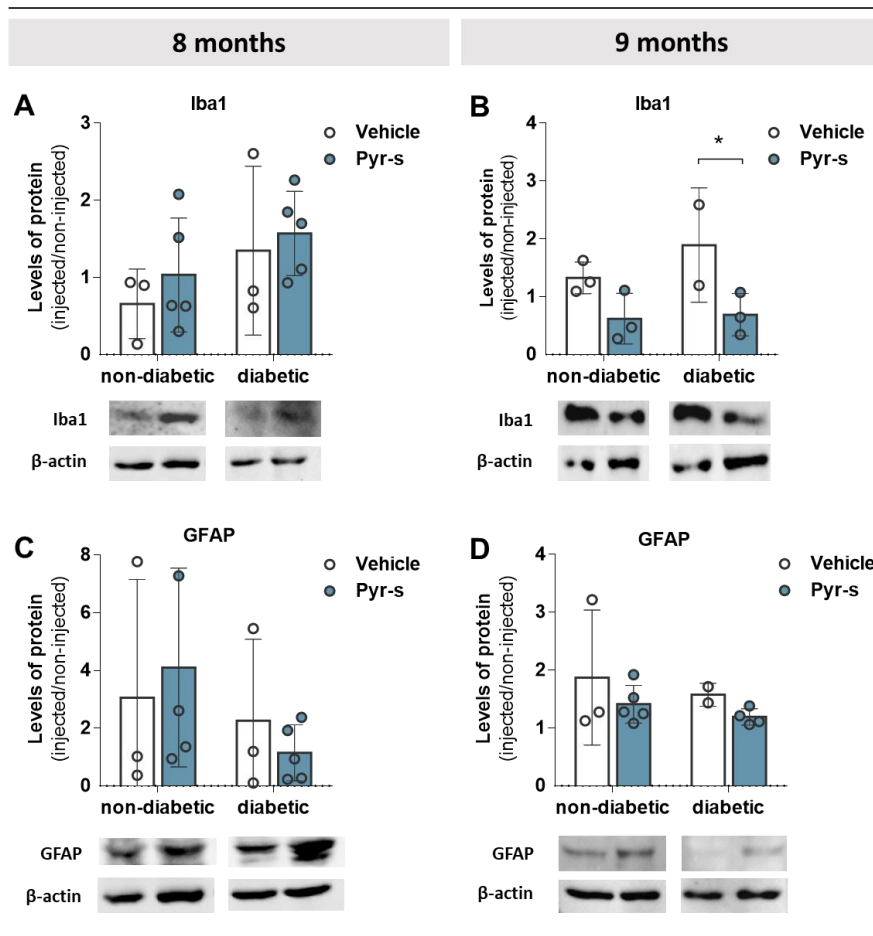 8 months
9 months
A
Iba1
Levels of protein
(injected/non-injected)
3
2
1
0
Vehicle
Pyr-s
non-diabetic
diabetic
Iba1
β-actin
B
Iba1
Levels of protein
(injected/non-injected)
4
3
2
1
0
*
Vehicle
Pyr-s
non-diabetic
diabetic
Iba1
β-actin
C
GFAP
Levels of protein
(injected/non-injected)
8
6
4
2
0
Vehicle
Pyr-s
non-diabetic
diabetic
GFAP
β-actin
D
GFAP
Levels of protein
(injected/non-injected)
4
3
2
1
0
Vehicle
Pyr-s
non-diabetic
diabetic
GFAP
β-actin